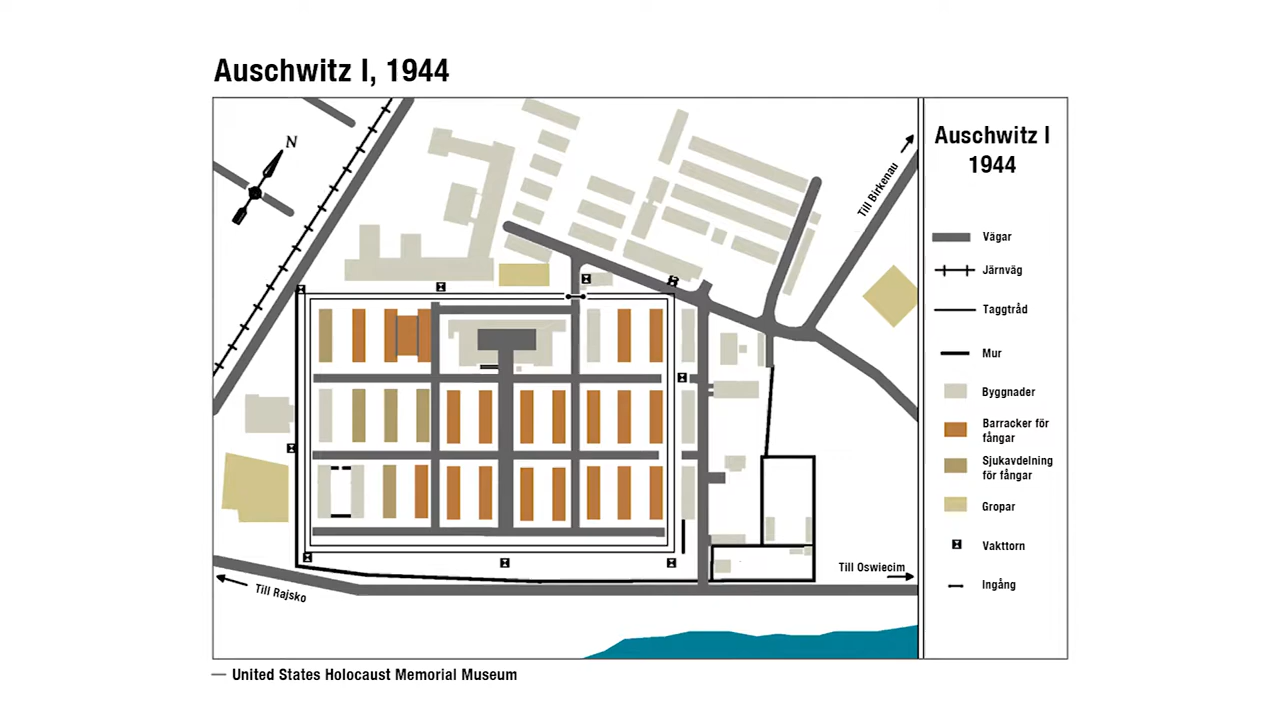 Auschwitz I, 1944
N
Till Birkenau
Till Rajsko
Till Oswiecim
Auschwitz I
1944
Vägar
Järnväg
Taggtråd
Mur
Byggnader
Barracker för
fångar
Sjukavdelning
för fångar
Gropar
Vakttorn
Ingång
— United States Holocaust Memorial Museum